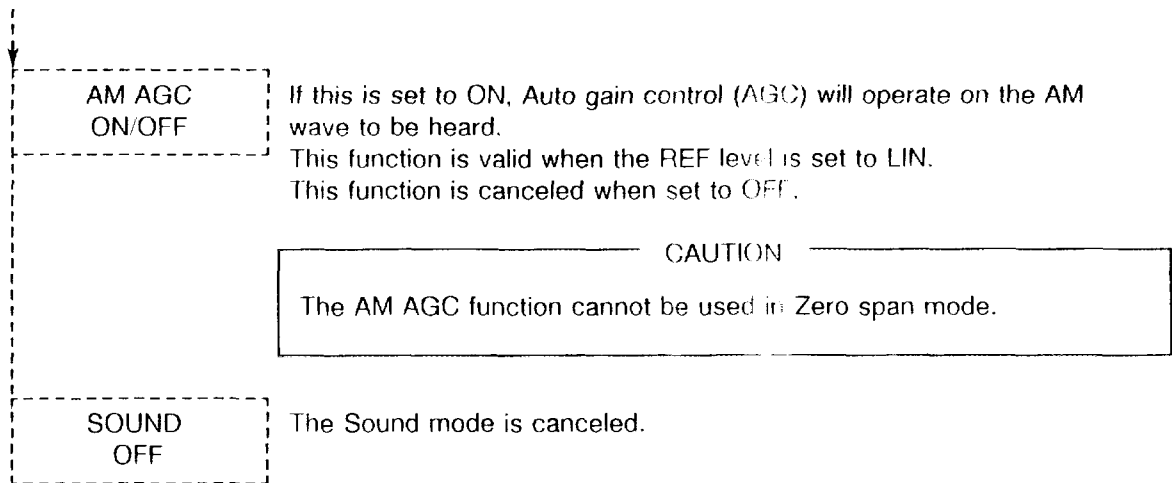 AM AGC
ON/OFF
If this is set to ON, Auto gain control (AGC) will operate on the AM
wave to be heard.
This function is valid when the REF level is set to LIN.
This function is canceled when set to OFF.
CAUTION
The AM AGC function cannot be used in Zero span mode.
SOUND
OFF
The Sound mode is canceled.